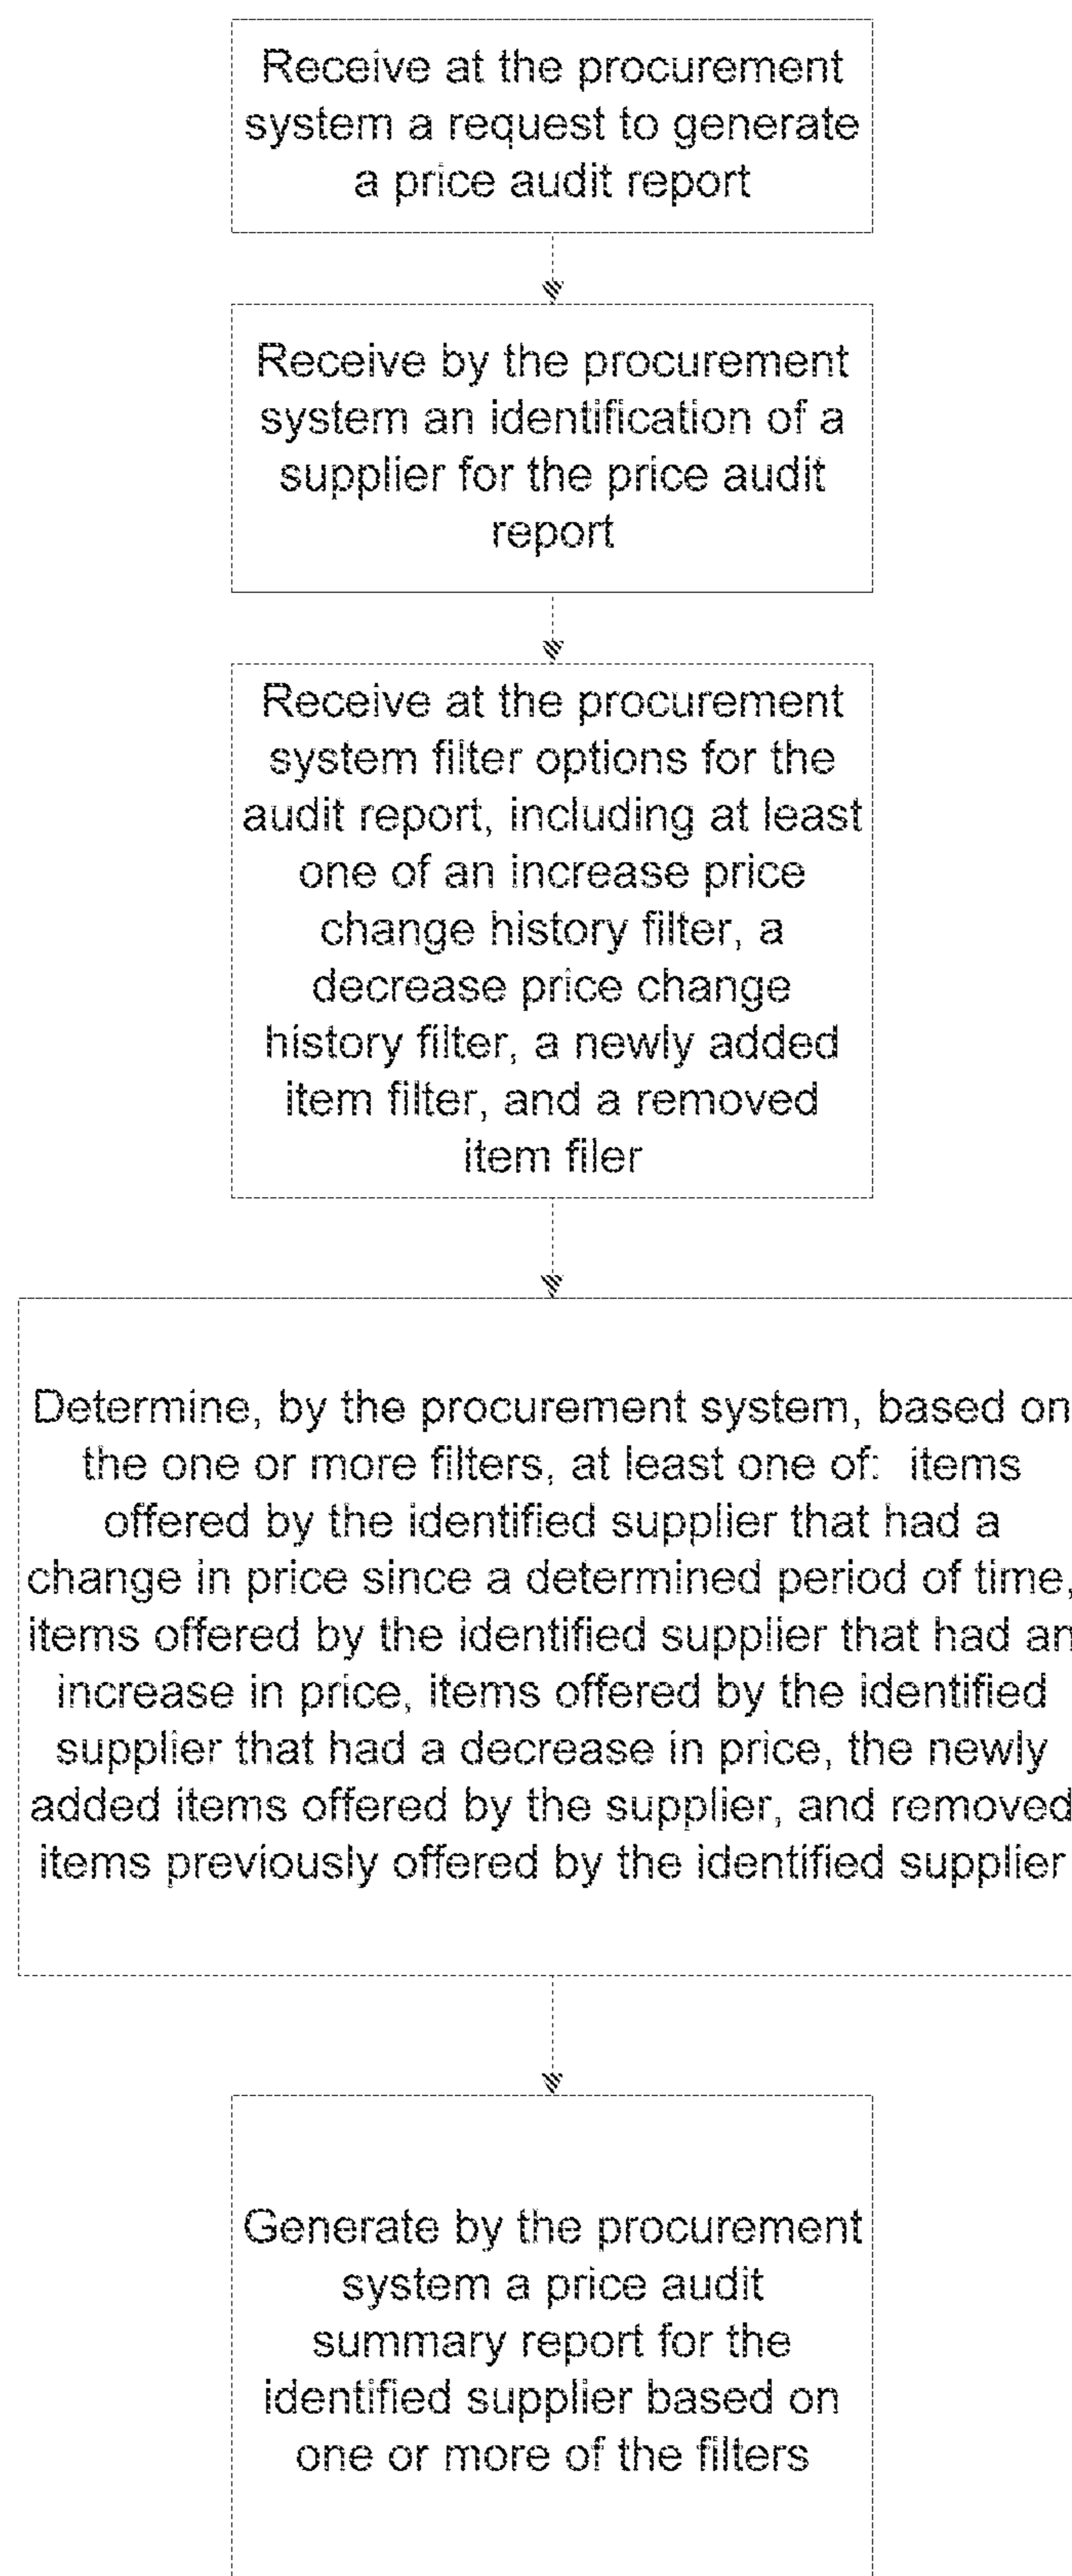 Receive at the procurement
system a request to generate
a price audit report
Receive by the procurement
system an identification of a
supplier for the price audit
report
Receive at the procurement
system filter options for the
audit report, including at least
one of an increase price
change history filter, a
decrease price change
history filter, a newly added
item filter, and a removed
item filer
Determine, by the procurement system, based on
the one or more filters, at least one of:  items
offered by the identified supplier that had a
change in price since a determined period of time,
items offered by the identified supplier that had an
increase in price, items offered by the identified
supplier that had a decrease in price, the newly
added items offered by the supplier, and removed
items previously offered by the identified supplier
Generate by the procurement
system a price audit
summary report for the
identified supplier based on
one or more of the filters